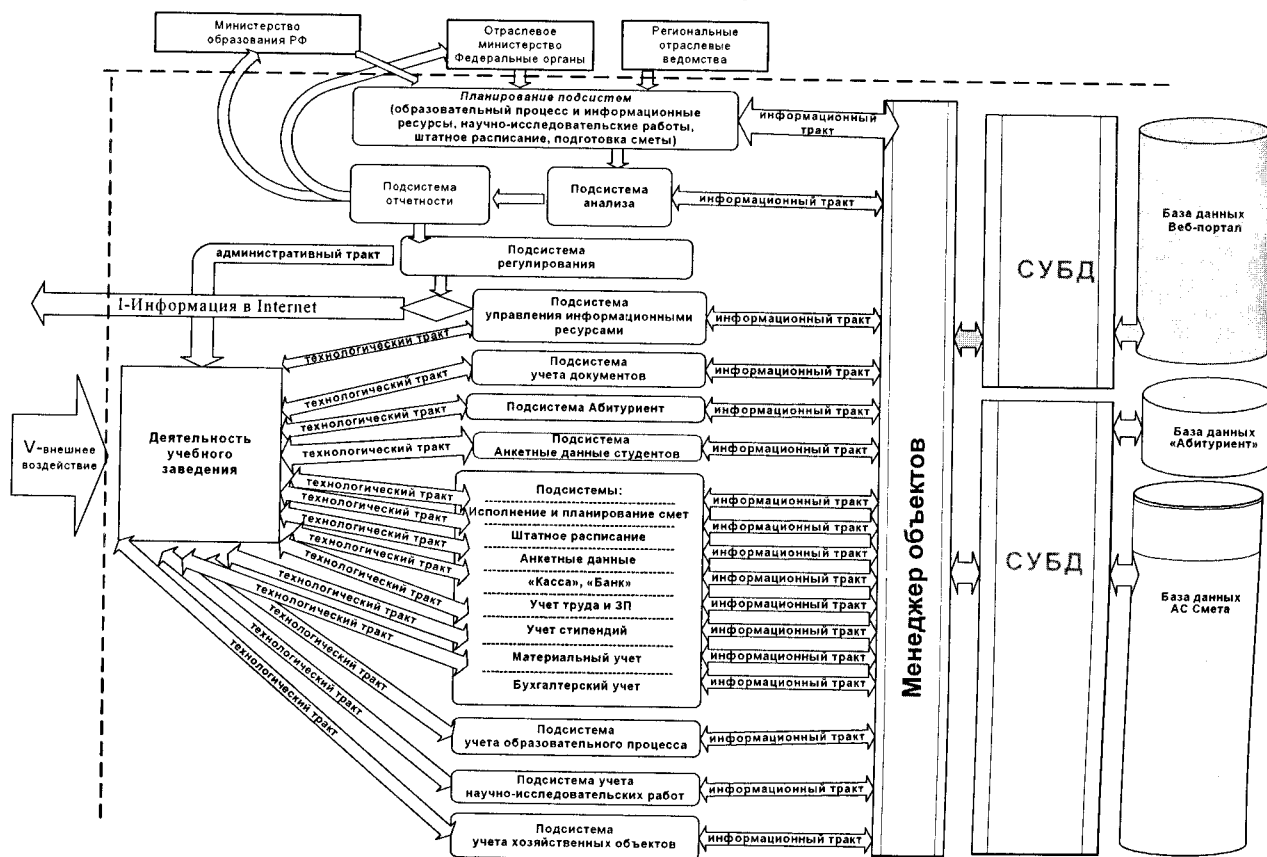 Министерство
образования РФ
Отраслевое
министерство
Федеральные органы
Региональные
отраслевые
ведомства
Планирование подсистем
(образовательный процесс и информационные
ресурсы, научно-исследовательские работы,
штатное расписание, подготовка сметы)
информационный
тракт
Подсистема
отчетности
Подсистема
анализа
информационный тракт
административный тракт
Подсистема
регулирования
I-Информация в Internet
Подсистема
управления информационными
ресурсами
информационный тракт
технологический тракт
Подсистема
учета документов
информационный тракт
технологический тракт
Подсистема Абитуриент
информационный тракт
технологический тракт
Подсистема
Анкетные данные студентов
информационный тракт
технологический тракт
V-внешнее
воздействие
Деятельность
учебного
заведения
Подсистемы:
Исполнение и планирование смет
Штатное расписание
Анкетные данные
«Касса», «Банк»
Учет труда и ЗП
Учет стипендий
Материальный учет
Бухгалтерский учет
технологический тракт
технологический тракт
технологический тракт
технологический тракт
технологический тракт
технологический тракт
технологический тракт
информационный тракт
информационный тракт
информационный тракт
информационный тракт
информационный тракт
информационный тракт
информационный тракт
информационный тракт
технологический тракт
Подсистема
учета образовательного процесса
информационный тракт
технологический тракт
Подсистема учета
научно-исследовательских работ
информационный тракт
технологический тракт
Подсистема
учета хозяйственных объектов
информационный тракт
Менеджер объектов
СУБД
СУБД
База данных
Веб-портал
База данных
«Абитуриент»
База данных
АС Смета